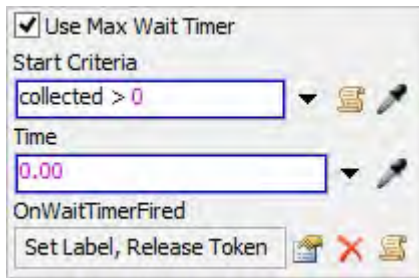 Use Max Wait Timer
Start Criteria
collected > 0
Time
0.00
OnWaitTimerFired
Set Label, Release Token